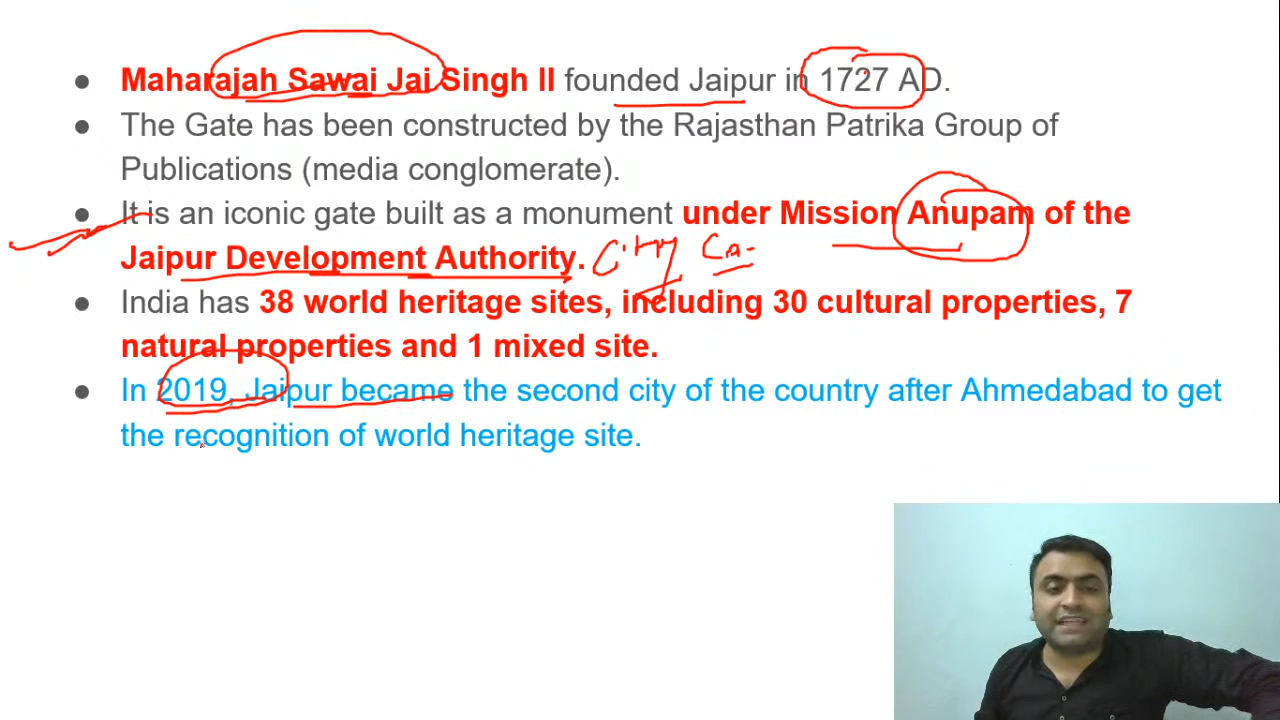 Maharajah Sawai Jai Singh II founded Jaipur in 1727 AD.
The Gate has been constructed by the Rajasthan Patrika Group of
Publications (media conglomerate).
It is an iconic gate built as a monument under Mission Anupam of the
Jaipur Development Authority. City Ca-
India has 38 world heritage sites, including 30 cultural properties, 7
natural properties and 1 mixed site.
In 2019, Jaipur became the second city of the country after Ahmedabad to get
the recognition of world heritage site.